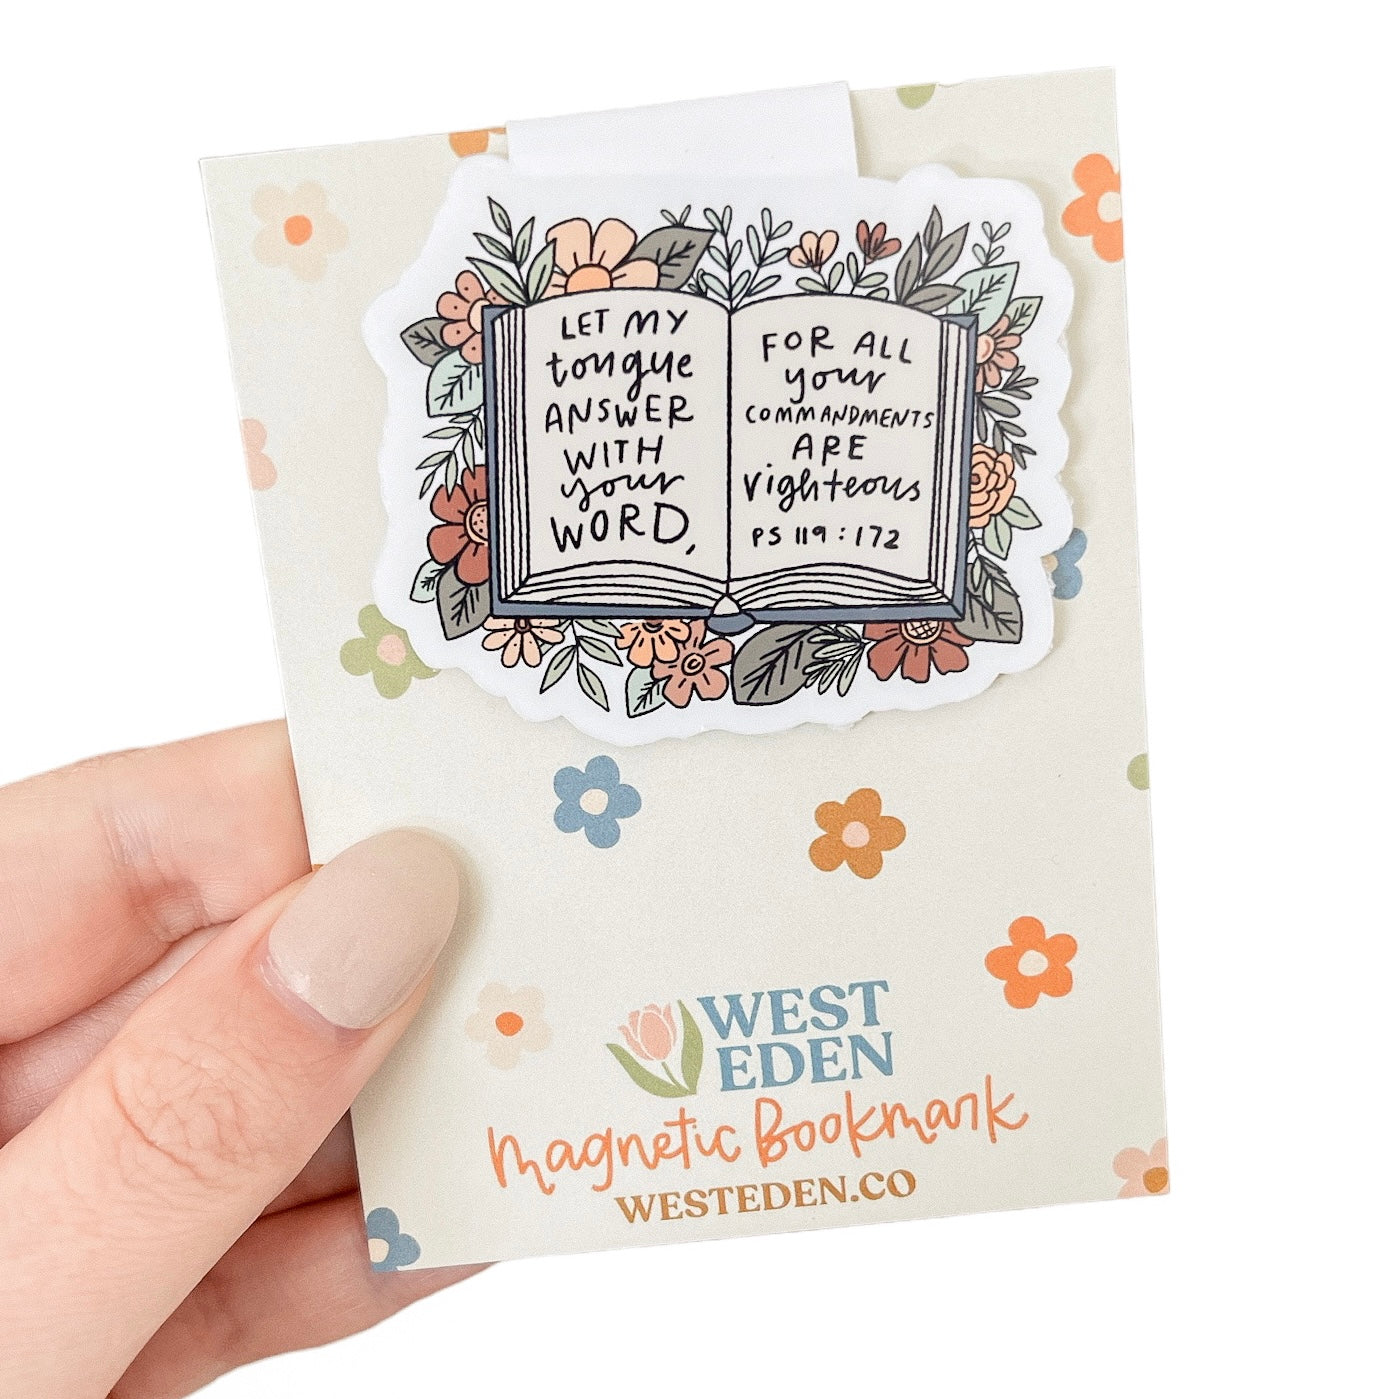 LET MY
tongue
ANSWER
WITH
your
WORD,
FOR ALL
your
COMMANDMENTS
ARE
righteous
PS 119:172
WEST
EDEN
Magnetic Bookmark
WESTEDEN.CO